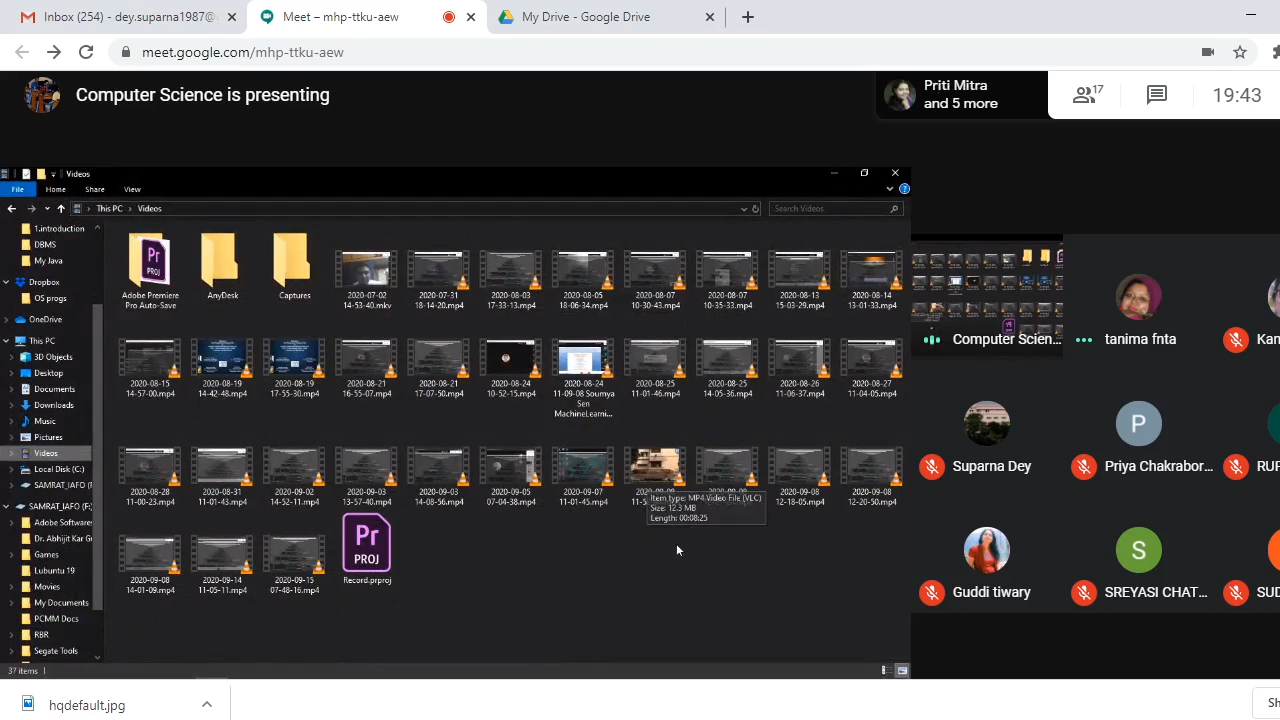 Inbox (254) - dey.suparna1987@
Meet – mhp-ttku-aew
My Drive - Google Drive
meet.google.com/mhp-ttku-aew
Computer Science is presenting
Priti Mitra
and 5 more
17
19:43
Videos
File
Home
Share
View
This PC
Videos
Search Videos
1.introduction
DBMS
My Java
Dropbox
OS progs
OneDrive
This PC
3D Objects
Desktop
Documents
Downloads
Music
Pictures
Videos
Local Disk (C:)
SAMRAT_IAFO (F
SAMRAT_IAFO (F:
Adobe Software
Dr. Abhijit Kar G
Games
Lubuntu 19
Movies
My Documents
PCMM Docs
RBR
Segate Tools
Pr
PROJ
Adobe Premiere
Pro Auto-Save
AnyDesk
Captures
2020-07-02
14-53-40.mkv
2020-07-31
18-14-20.mp4
2020-08-03
17-33-13.mp4
2020-08-05
18-06-34.mp4
2020-08-07
10-30-43.mp4
2020-08-07
10-35-33.mp4
2020-08-13
15-03-29.mp4
2020-08-14
13-01-33.mp4
2020-08-15
14-57-00.mp4
2020-08-19
14-42-48.mp4
2020-08-19
17-55-30.mp4
2020-08-21
16-55-07.mp4
2020-08-21
17-07-50.mp4
2020-08-24
10-52-15.mp4
2020-08-24
11-09-08 Soumya
Sen
MachineLearni...
2020-08-25
11-01-46.mp4
2020-08-25
14-05-36.mp4
2020-08-26
11-06-37.mp4
2020-08-27
11-04-05.mp4
2020-08-28
11-00-23.mp4
2020-08-31
11-01-43.mp4
2020-09-02
14-52-11.mp4
2020-09-03
13-57-40.mp4
2020-09-03
14-08-56.mp4
2020-09-05
07-04-38.mp4
2020-09-07
11-01-45.mp4
2020-09-08
12-18-05.mp4
2020-09-08
12-20-50.mp4
Item type: MP4 Video File (VLC)
Size: 12.3 MB
Length: 00:08:25
2020-09-08
14-01-09.mp4
2020-09-14
11-05-11.mp4
2020-09-15
07-48-16.mp4
Pr
PROJ
Record.prproj
37 items
Computer Scien...
tanima fnta
Kan
Suparna Dey
P
Priya Chakrabor...
RUF
Guddi tiwary
S
SREYASI CHAT...
SUD
hqdefault.jpg
Sh